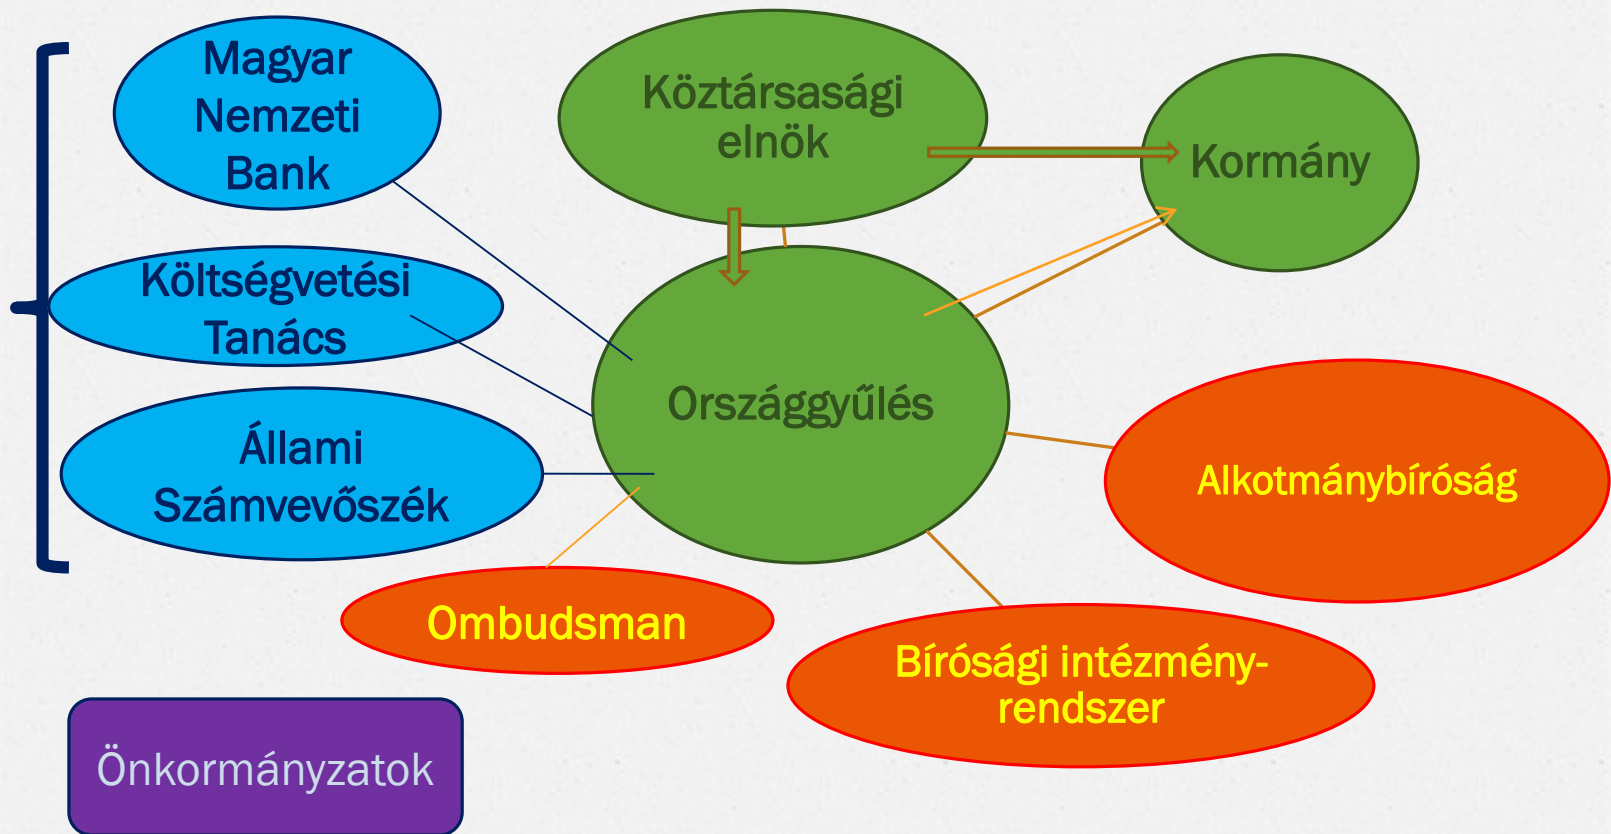 Magyar
Nemzeti
Bank
Köztársasági
elnök
Kormány
Költségvetési
Tanács
Országgyűlés
Állami
Számvevőszék
Alkotmánybíróság
Ombudsman
Bírósági intézmény-
rendszer
Önkormányzatok